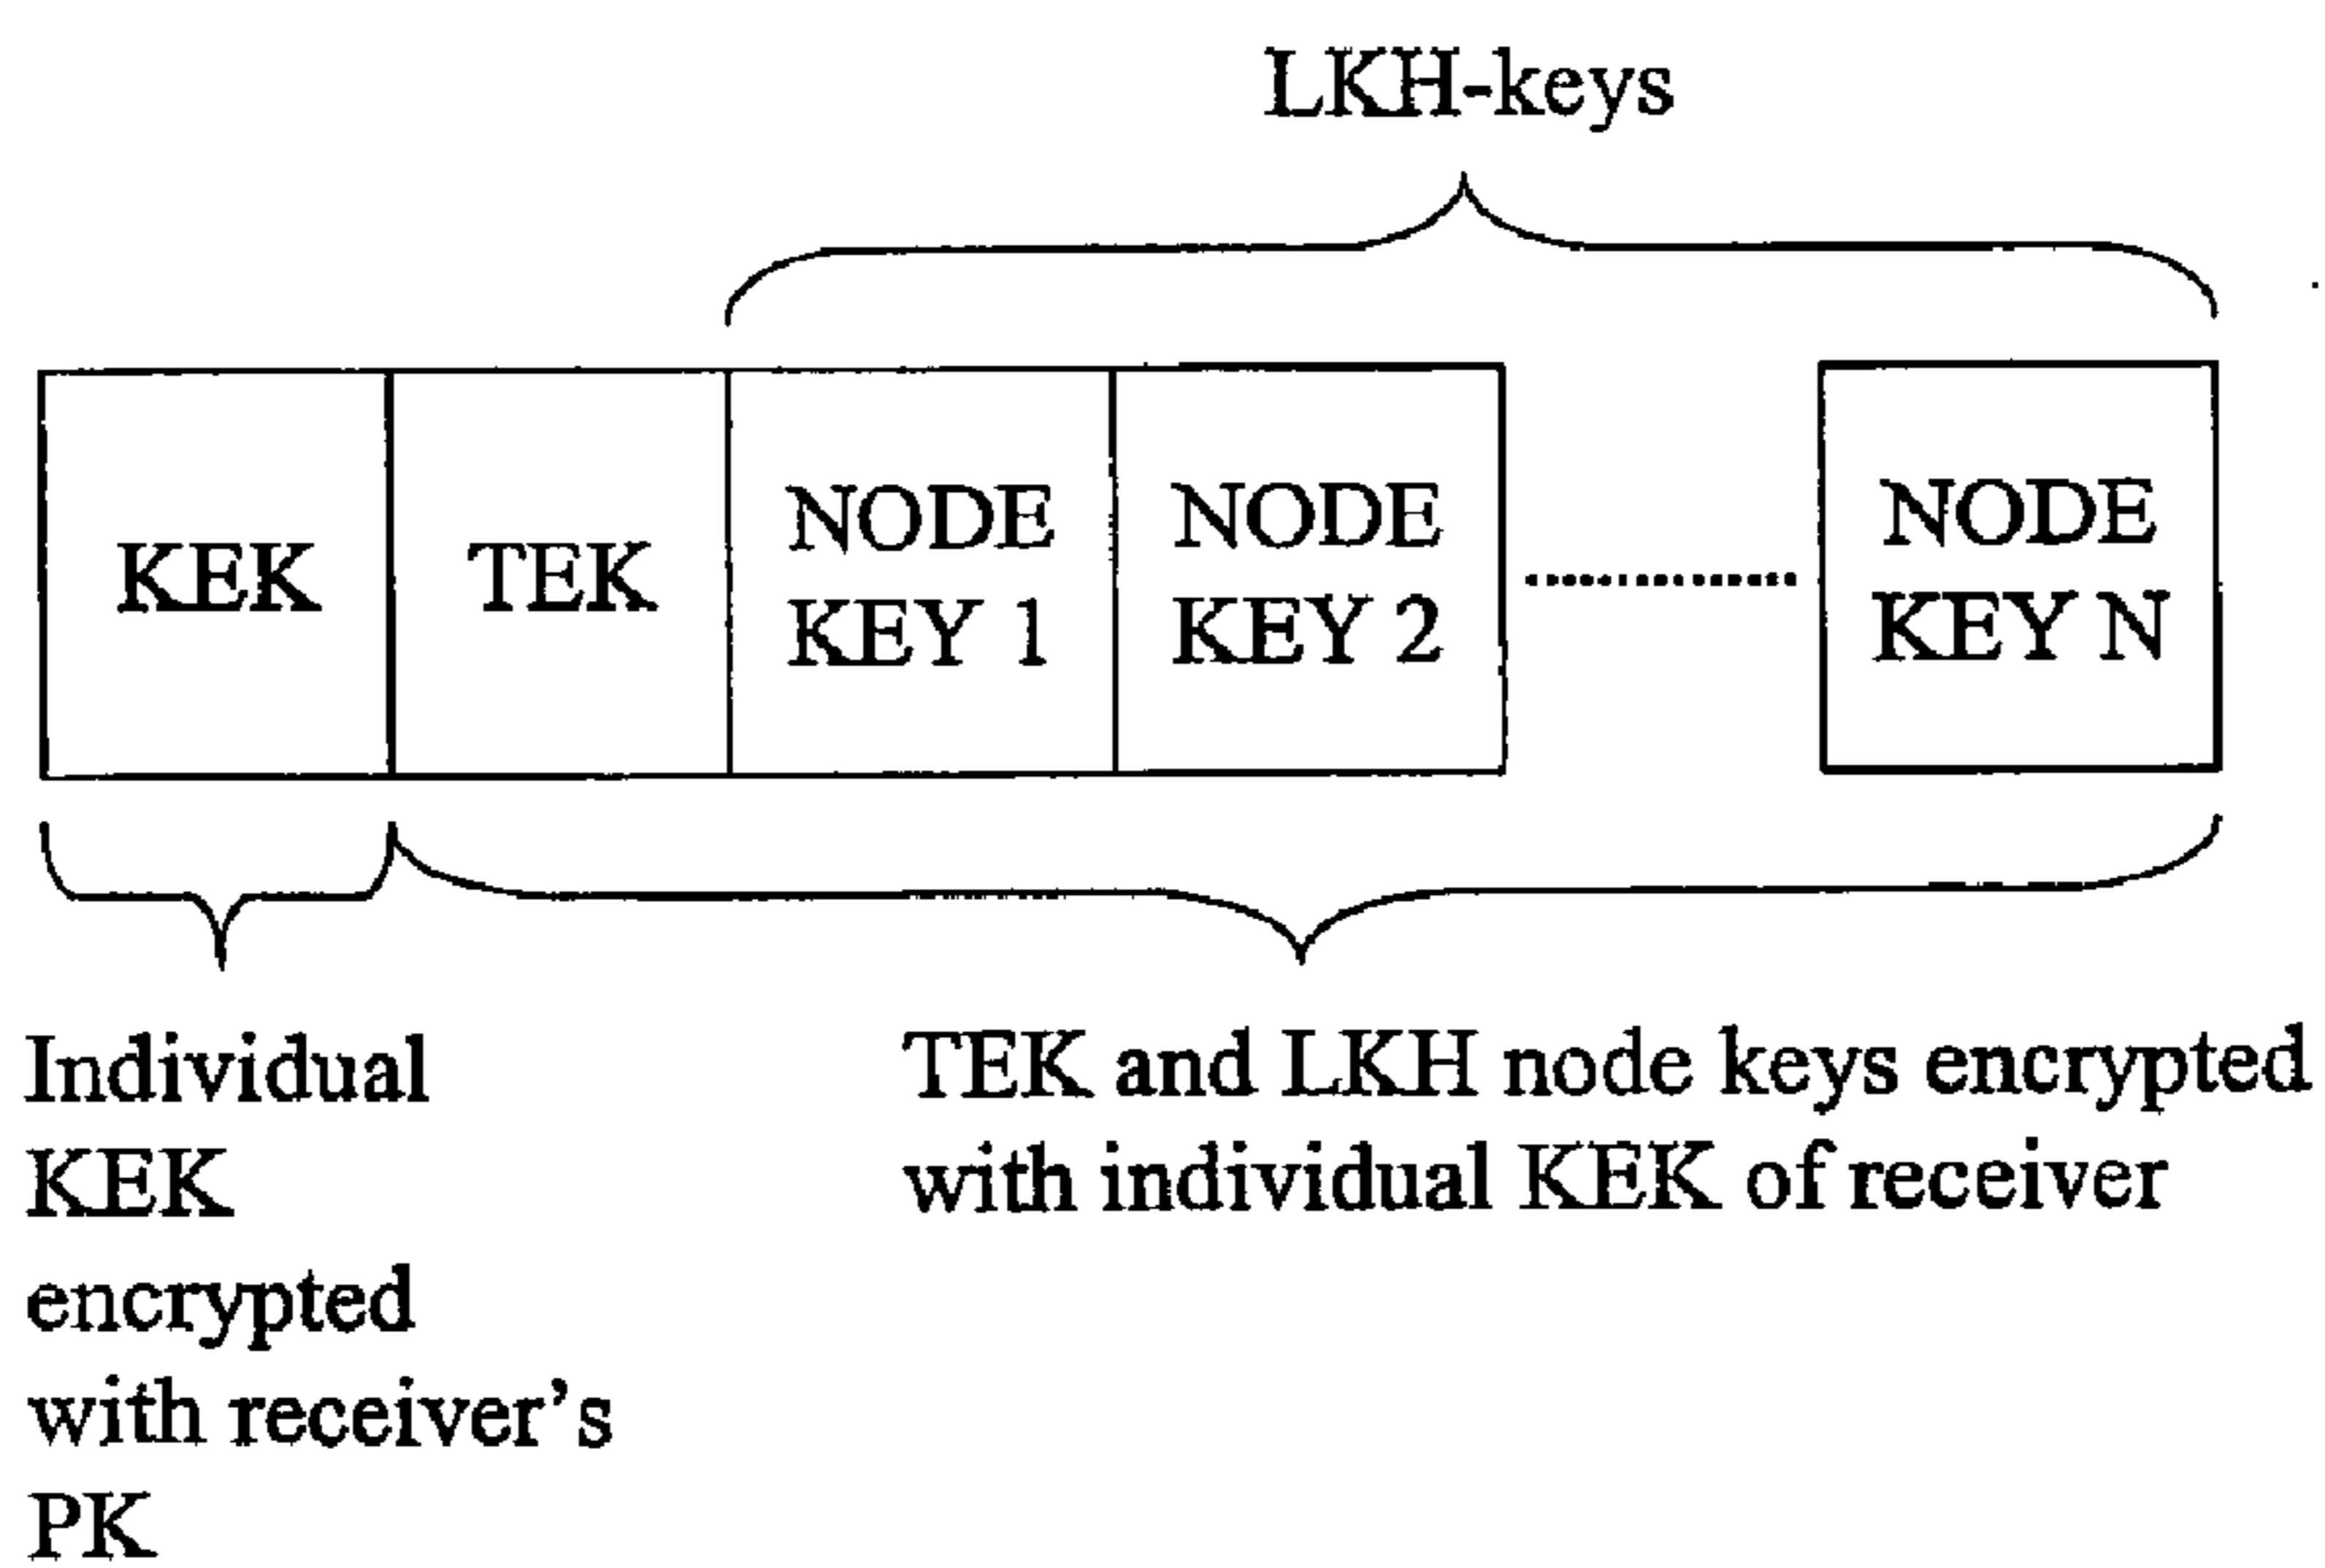 LKH-keys
KEK
TEK
NODE
KEY 1
NODE
KEY 2
NODE
KEY N
Individual
KEK
encrypted
with receiver's
PK
TEK and LKH node keys encrypted
with individual KEK of receiver